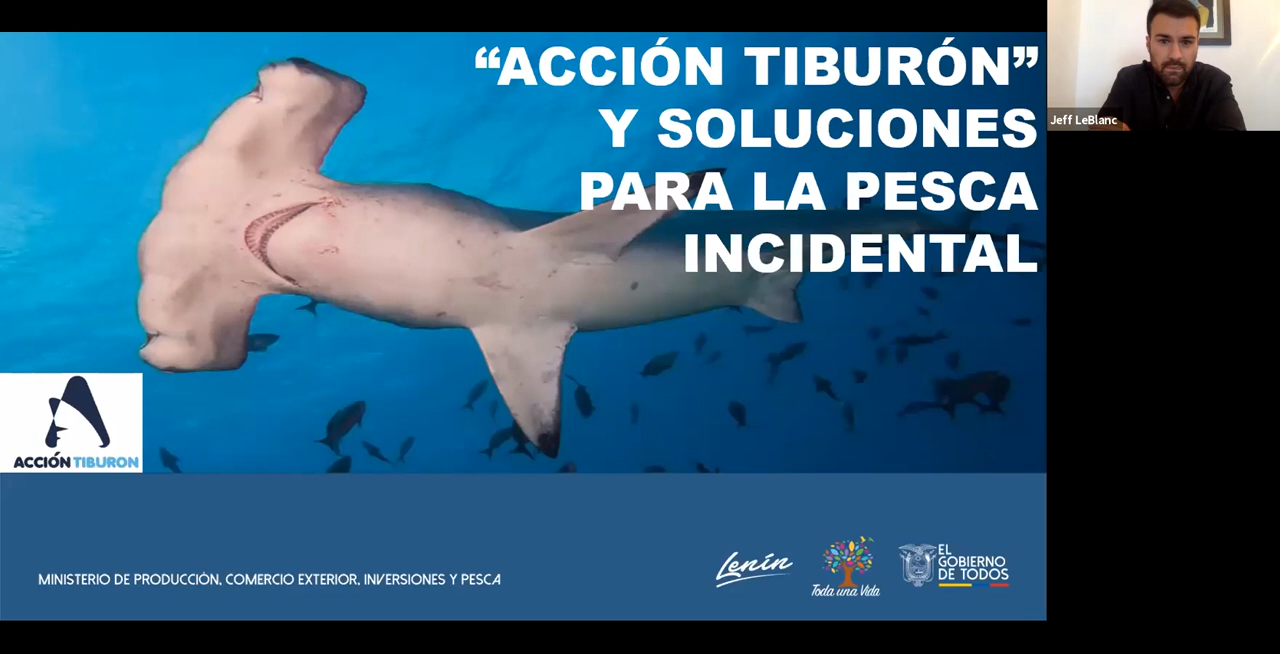 “ACCIÓN TIBURÓN”
Y SOLUCIONES
PARA LA PESCA
INCIDENTAL
Jeff LeBlanc
ACCIÓN TIBURON
MINISTERIO DE PRODUCCIÓN, COMERCIO EXTERIOR, INVERSIONES Y PESCA
Lenín
Toda una Vida
EL
GOBIERNO
DE TODOS